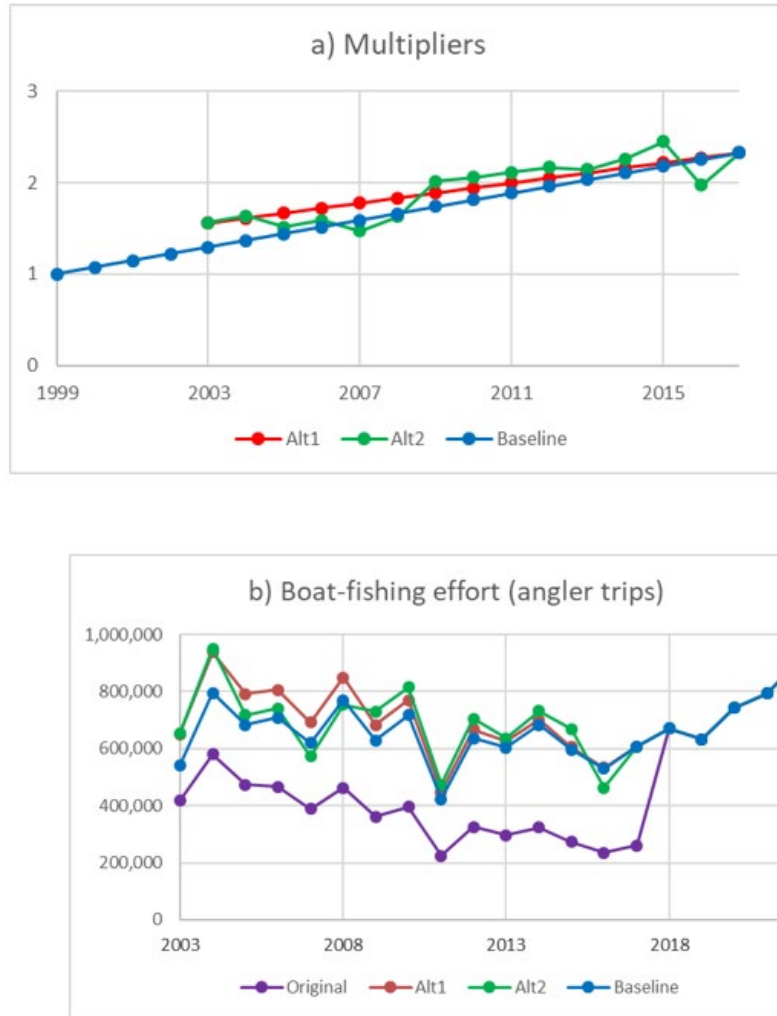 a) Multipliers
3
2
1
0
1999 2003 2007 2011 2015
Alt1 Alt2 Baseline
b) Boat-fishing effort (angler trips)
1,000,000
800,000
600,000
400,000
200,000
0
2003 2008 2013 2018
Original Alt1 Alt2 Baseline